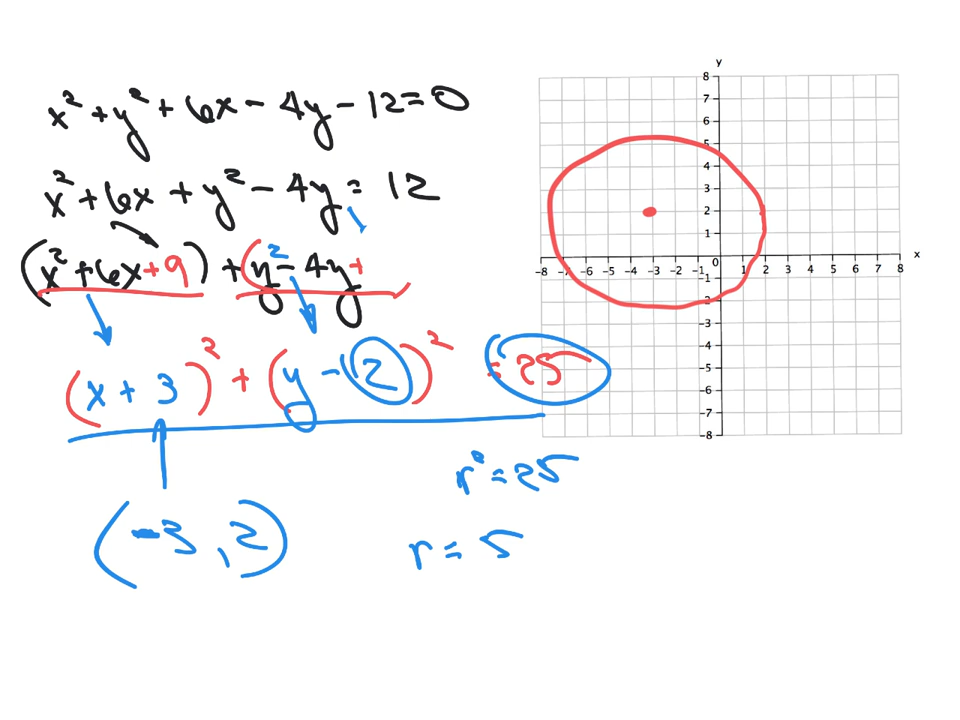 x² + y² + 6x - 4y - 12 = 0
x² + 6x + y² - 4y = 12
(x² + 6x + 9) + (y² - 4y +
(x + 3)² + (y - 2)² = 25
r² = 25
(-3, 2)
r = 5
y
8
7
6
5
4
3
2
1
-8 -7 -6 -5 -4 -3 -2 -1 0 1 2 3 4 5 6 7 8 x
-1
-2
-3
-4
-5
-6
-7
-8